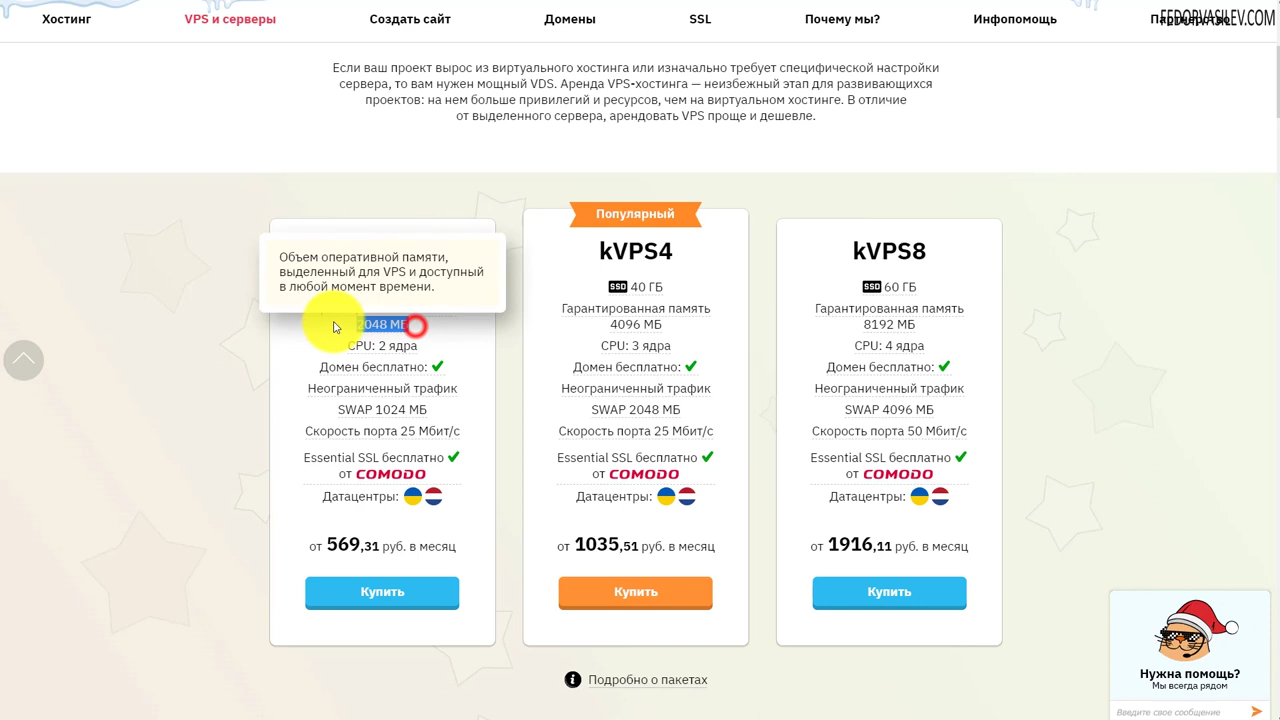 Хостинг
VPS и серверы
Создать сайт
Домены
SSL
Почему мы?
Инфопомощь
FEDORVASILEV.COM
Если ваш проект вырос из виртуального хостинга или изначально требует специфической настройки
сервера, то вам нужен мощный VDS. Аренда VPS-хостинга — неизбежный этап для развивающихся
проектов: на нем больше привилегий и ресурсов, чем на виртуальном хостинге. В отличие
от выделенного сервера, арендовать VPS проще и дешевле.
Объем оперативной памяти,
выделенный для VPS и доступный
в любой момент времени.
2048 МБ
CPU: 2 ядра
Домен бесплатно:
Неограниченный трафик
SWAP 1024 МБ
Скорость порта 25 Мбит/с
Essential SSL бесплатно
от COMODO
Датацентры:
от 569,31 руб. в месяц
Купить
Популярный
kVPS4
SSD 40 ГБ
Гарантированная память
4096 МБ
CPU: 3 ядра
Домен бесплатно:
Неограниченный трафик
SWAP 2048 МБ
Скорость порта 25 Мбит/с
Essential SSL бесплатно
от COMODO
Датацентры:
от 1035,51 руб. в месяц
Купить
kVPS8
SSD 60 ГБ
Гарантированная память
8192 МБ
CPU: 4 ядра
Домен бесплатно:
Неограниченный трафик
SWAP 4096 МБ
Скорость порта 50 Мбит/с
Essential SSL бесплатно
от COMODO
Датацентры:
от 1916,11 руб. в месяц
Купить
Подробно о пакетах
Нужна помощь?
Мы всегда рядом
Введите свое сообщение